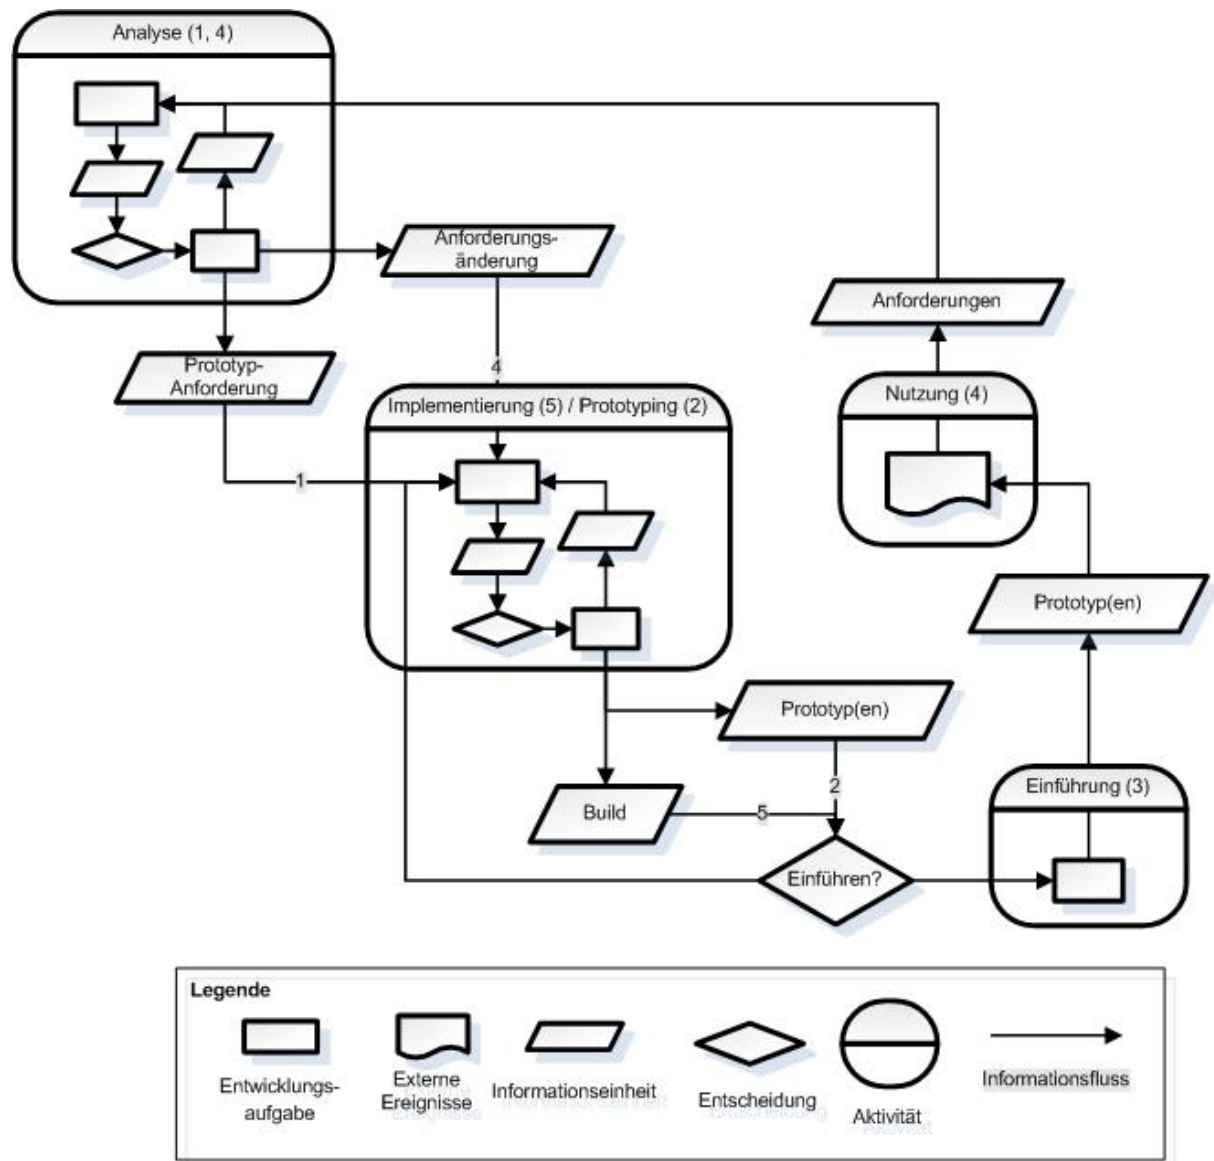 Analyse (1, 4)
Anforderungs-
änderung
Anforderungen
Prototyp-
Anforderung
4
Nutzung (4)
Implementierung (5) / Prototyping (2)
1
Prototyp(en)
Prototyp(en)
2
Einführung (3)
Build
5
Einführen?
Legende
Entwicklungs-
aufgabe
Externe
Ereignisse
Informationseinheit
Entscheidung
Aktivität
Informationsfluss